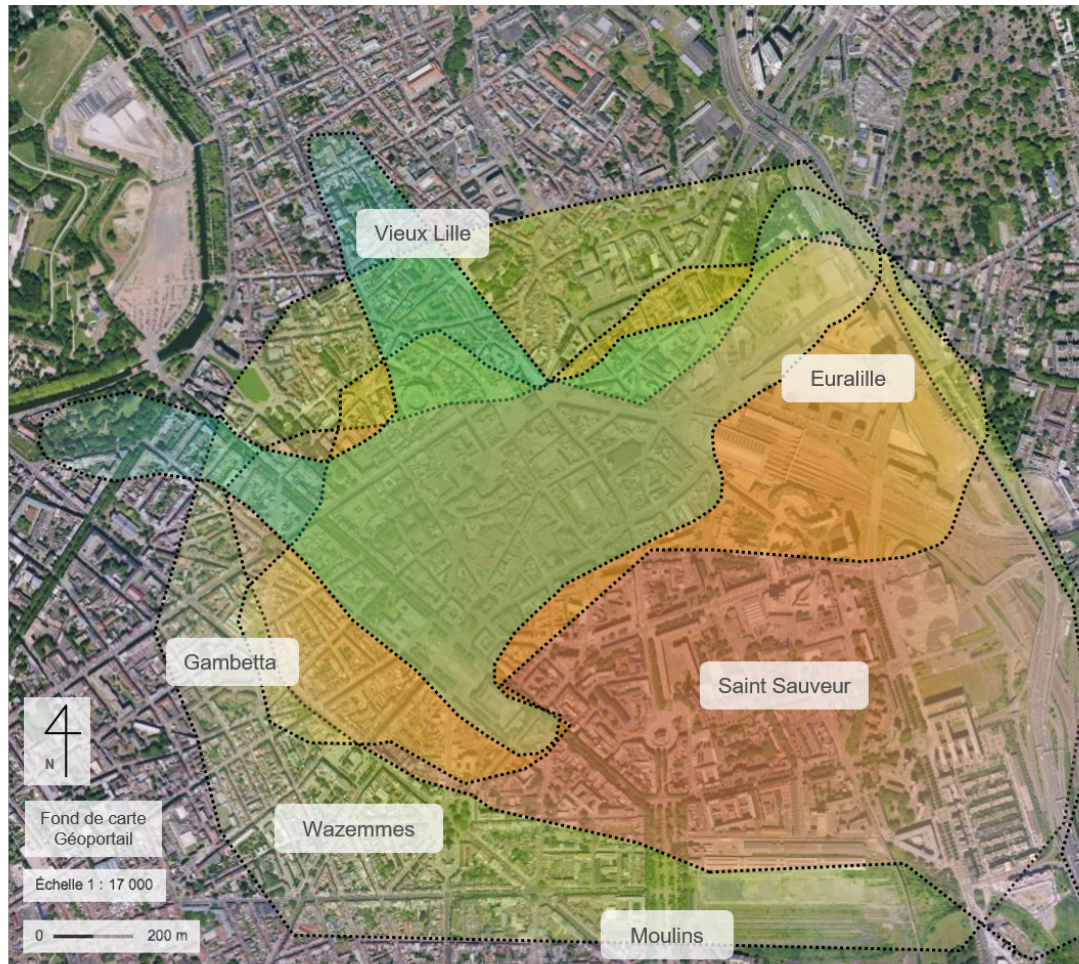 Vieux Lille
Euralille
Gambetta
Saint Sauveur
N
Fond de carte
Géoportail
Wazemmes
Échelle 1 : 17 000
0 200 m
Moulins